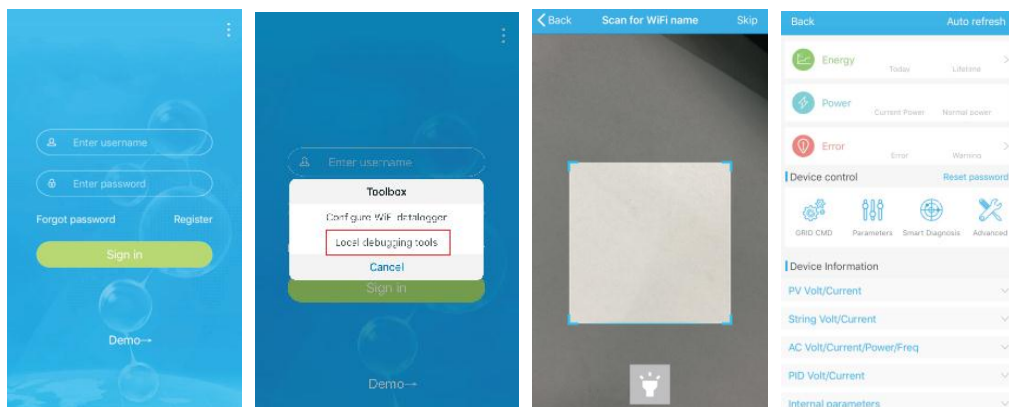 Enter username
Enter password
Forgot password Register
Sign in
Demo→
Enter username
Toolbox
Configure WiFi datalogger
Local debugging tools
Cancel
Sign in
Demo→
Back Scan for WiFi name Skip
Back Auto refresh
Energy
Today Lifetime
Power
Current Power Normal power
Error
Error Warning
Device control Reset password
GRID CMD Parameters Smart Diagnosis Advanced
Device Information
PV Volt/Current
String Volt/Current
AC Volt/Current/Power/Freq
PID Volt/Current
Internal parameters